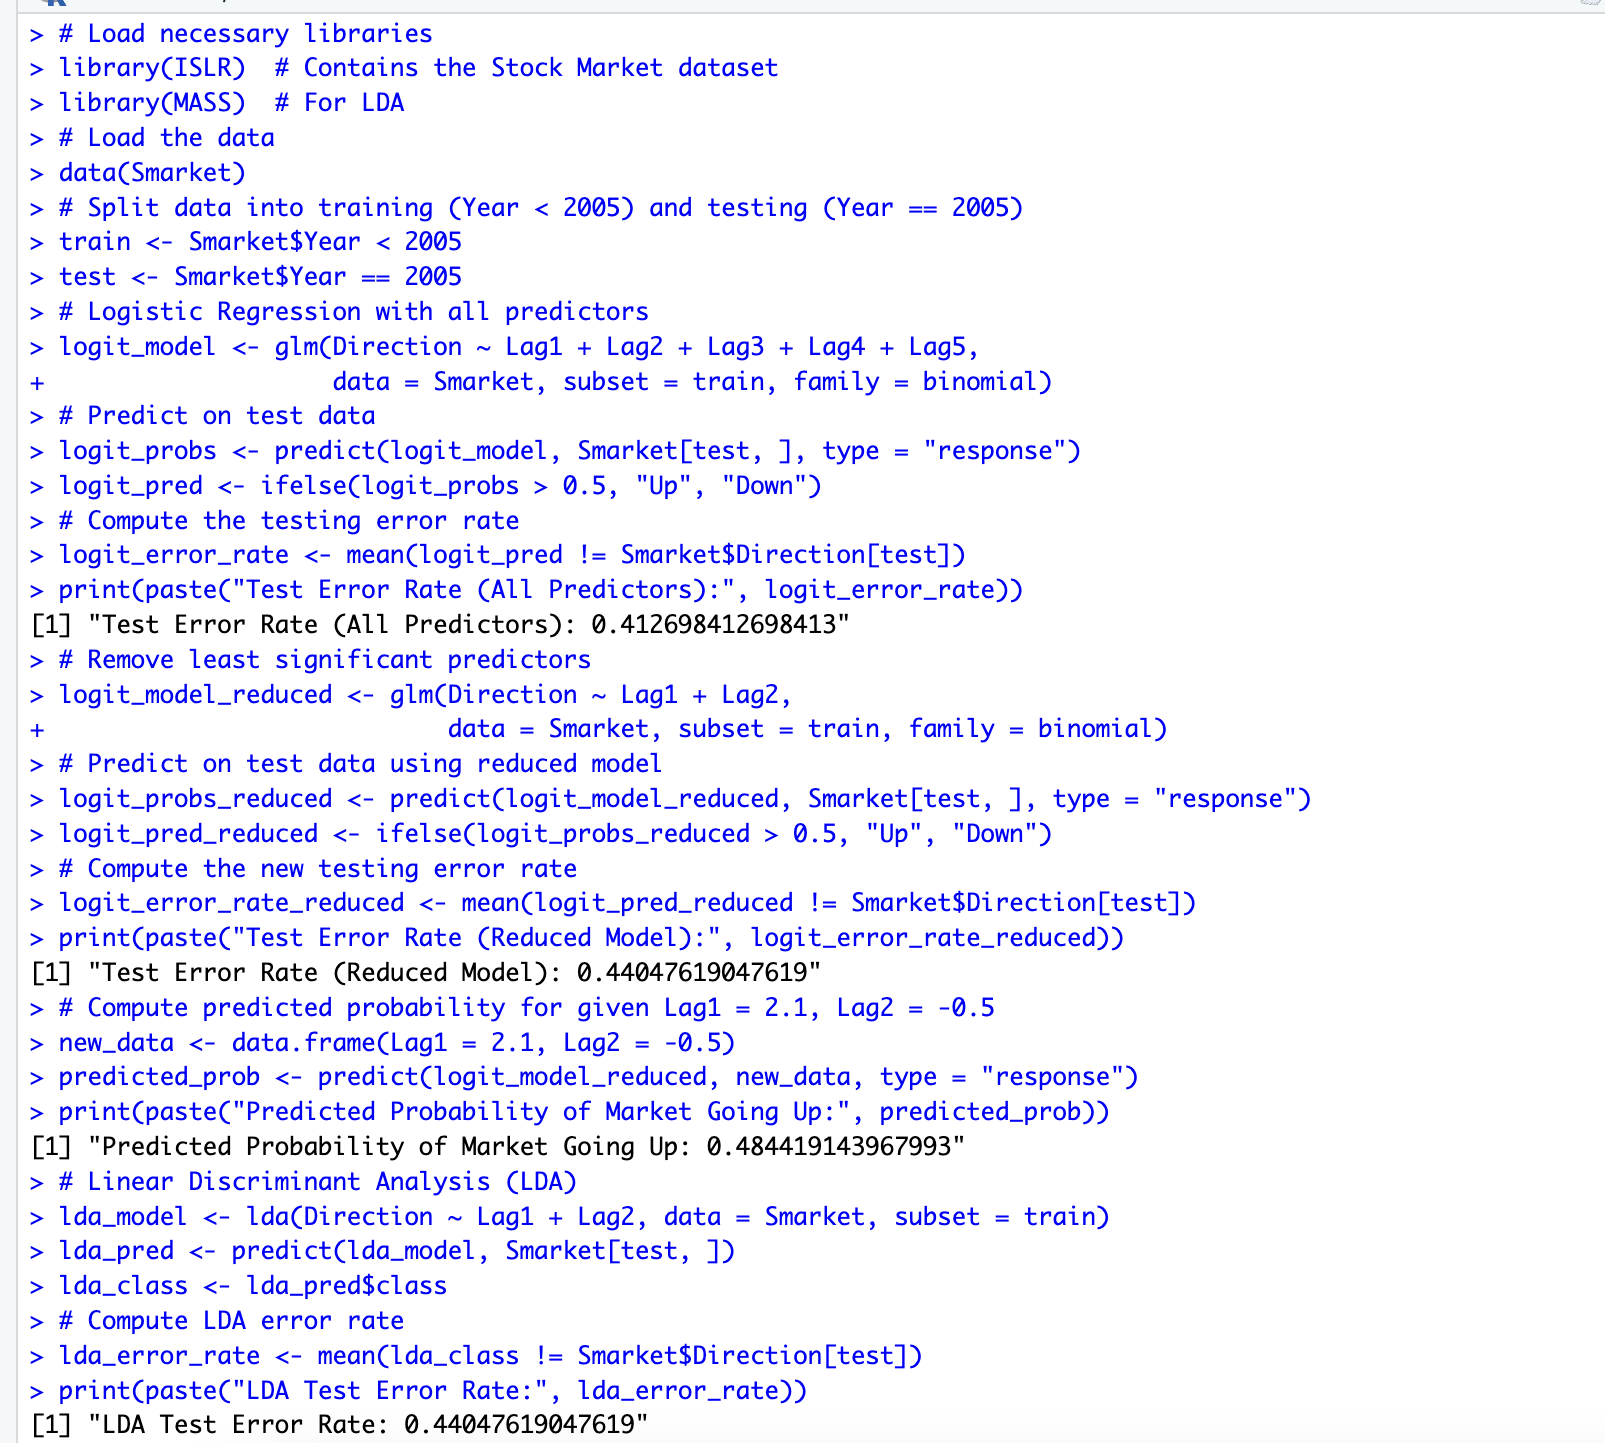 > # Load necessary libraries
> library(ISLR)  # Contains the Stock Market dataset
> library(MASS)  # For LDA
> # Load the data
> data(Smarket)
> # Split data into training (Year < 2005) and testing (Year == 2005)
> train <- Smarket$Year < 2005
> test <- Smarket$Year == 2005
> # Logistic Regression with all predictors
> logit_model <- glm(Direction ~ Lag1 + Lag2 + Lag3 + Lag4 + Lag5,
+                    data = Smarket, subset = train, family = binomial)
> # Predict on test data
> logit_probs <- predict(logit_model, Smarket[test, ], type = "response")
> logit_pred <- ifelse(logit_probs > 0.5, "Up", "Down")
> # Compute the testing error rate
> logit_error_rate <- mean(logit_pred != Smarket$Direction[test])
> print(paste("Test Error Rate (All Predictors):", logit_error_rate))
[1] "Test Error Rate (All Predictors): 0.412698412698413"
> # Remove least significant predictors
> logit_model_reduced <- glm(Direction ~ Lag1 + Lag2,
+                            data = Smarket, subset = train, family = binomial)
> # Predict on test data using reduced model
> logit_probs_reduced <- predict(logit_model_reduced, Smarket[test, ], type = "response")
> logit_pred_reduced <- ifelse(logit_probs_reduced > 0.5, "Up", "Down")
> # Compute the new testing error rate
> logit_error_rate_reduced <- mean(logit_pred_reduced != Smarket$Direction[test])
> print(paste("Test Error Rate (Reduced Model):", logit_error_rate_reduced))
[1] "Test Error Rate (Reduced Model): 0.44047619047619"
> # Compute predicted probability for given Lag1 = 2.1, Lag2 = -0.5
> new_data <- data.frame(Lag1 = 2.1, Lag2 = -0.5)
> predicted_prob <- predict(logit_model_reduced, new_data, type = "response")
> print(paste("Predicted Probability of Market Going Up:", predicted_prob))
[1] "Predicted Probability of Market Going Up: 0.484419143967993"
> # Linear Discriminant Analysis (LDA)
> lda_model <- lda(Direction ~ Lag1 + Lag2, data = Smarket, subset = train)
> lda_pred <- predict(lda_model, Smarket[test, ])
> lda_class <- lda_pred$class
> # Compute LDA error rate
> lda_error_rate <- mean(lda_class != Smarket$Direction[test])
> print(paste("LDA Test Error Rate:", lda_error_rate))
[1] "LDA Test Error Rate: 0.44047619047619"